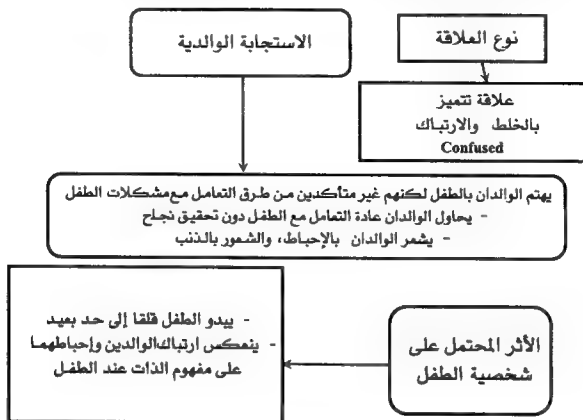 نوع العلاقة
علاقة تتميز
بالخلط والارتباك
Confused
الاستجابة الوالدية
يهتم الوالدان بالطفل لكنهم غير متأكدين من طرق التعامل مع مشكلات الطفل
- يحاول الوالدان عادة التعامل مع الطفل دون تحقيق نجاح
- يشعر الوالدان بالإحباط، والشعور بالذنب
الأثر المحتمل على
شخصية الطفل
- يبدو الطفل قلقا إلى حد بعيد
- ينعكس ارتباك الوالدين وإحباطهما
على مفهوم الذات عند الطفل